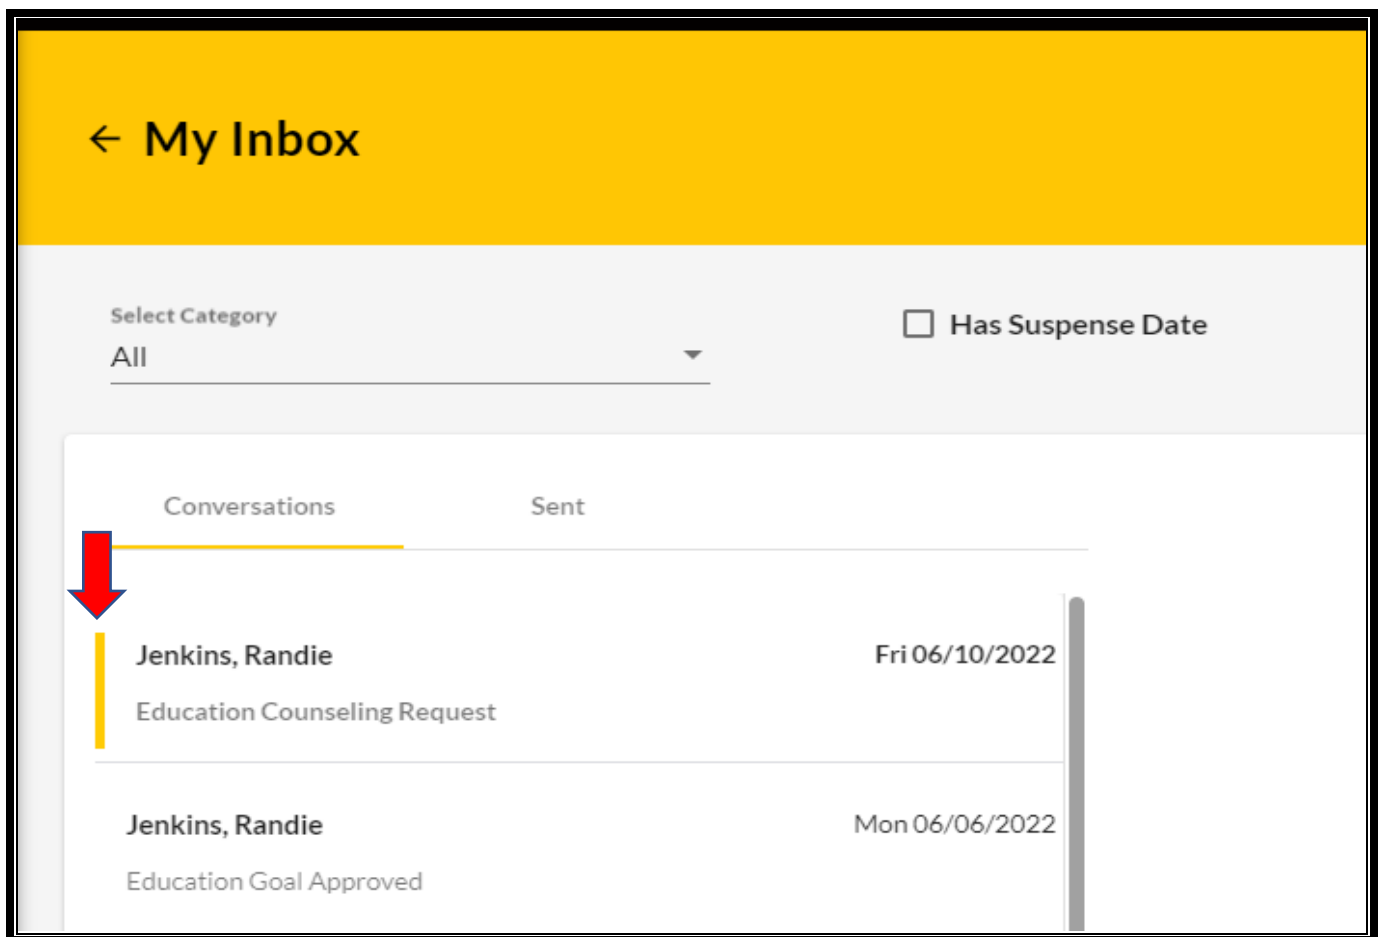 My Inbox
Select Category
All
Has Suspense Date
Conversations Sent
Jenkins, Randie Fri 06/10/2022
Education Counseling Request
Jenkins, Randie Mon 06/06/2022
Education Goal Approved